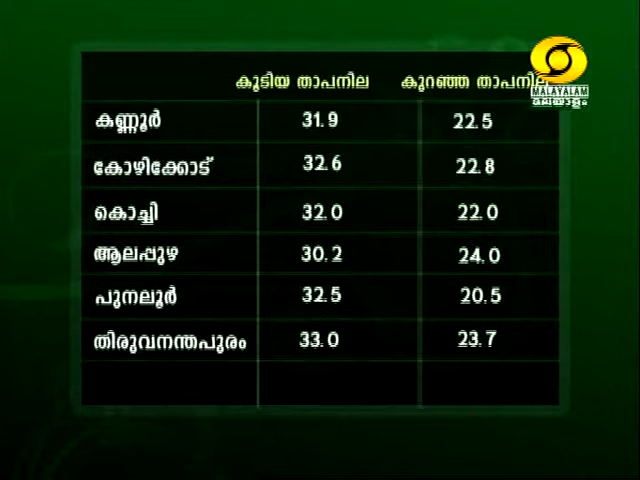 കൂടിയ താപനില കുറഞ്ഞ താപനില
MALAYALAM
മലയാളം
കണ്ണൂർ 31.9 22.5
കോഴിക്കോട് 32.6 22.8
കൊച്ചി 32.0 22.0
ആലപ്പുഴ 30.2 24.0
പുനലൂർ 32.5 20.5
തിരുവനന്തപുരം 33.0 23.7